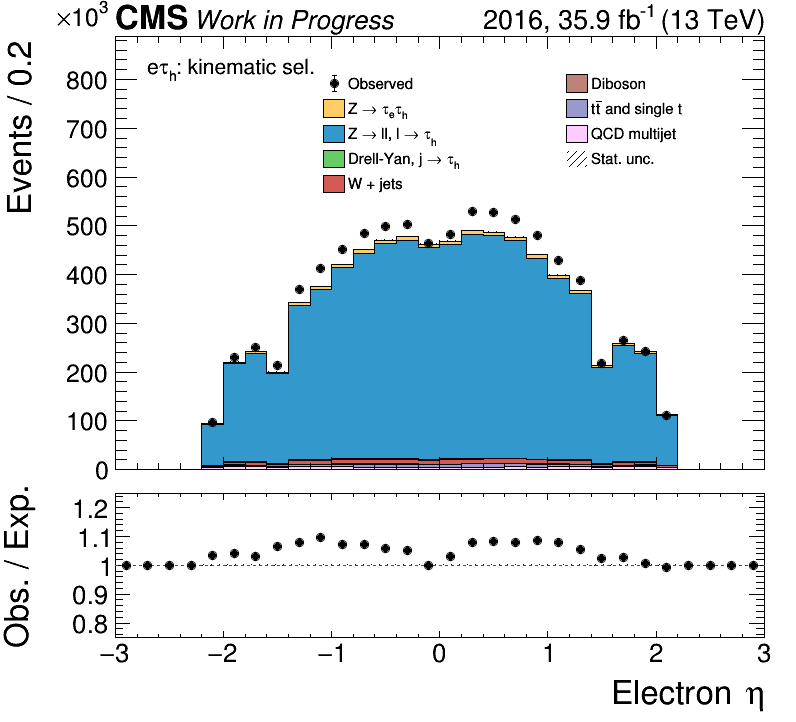 ×10³ CMS Work in Progress 2016, 35.9 fb⁻¹ (13 TeV)
Events / 0.2
eτₕ: kinematic sel.
Observed
Z → τₑτₕ
Z → ll, l → τₕ
Drell-Yan, j → τₕ
W + jets
Diboson
tt̄ and single t
QCD multijet
Stat. unc.
800
700
600
500
400
300
200
100
0
Obs. / Exp.
1.2
1.1
1
0.9
0.8
−3 −2 −1 0 1 2 3
Electron η